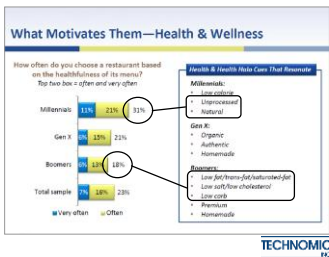 What Motivates Them—Health & Wellness
How often do you choose a restaurant based
on the healthfulness of its menu?
Top two box = often and very often
Millennials 11% 21% 31%
Gen X 6% 15% 21%
Boomers 6% 13% 18%
Total sample 7% 16% 23%
Very often Often
Health & Health Halo Cues That Resonate
Millennials:
• Low calorie
• Unprocessed
• Natural
Gen X:
• Organic
• Authentic
• Homemade
Boomers:
• Low fat/trans-fat/saturated-fat
• Low salt/low cholesterol
• Low carb
• Premium
• Homemade
TECHNOMIC
INC